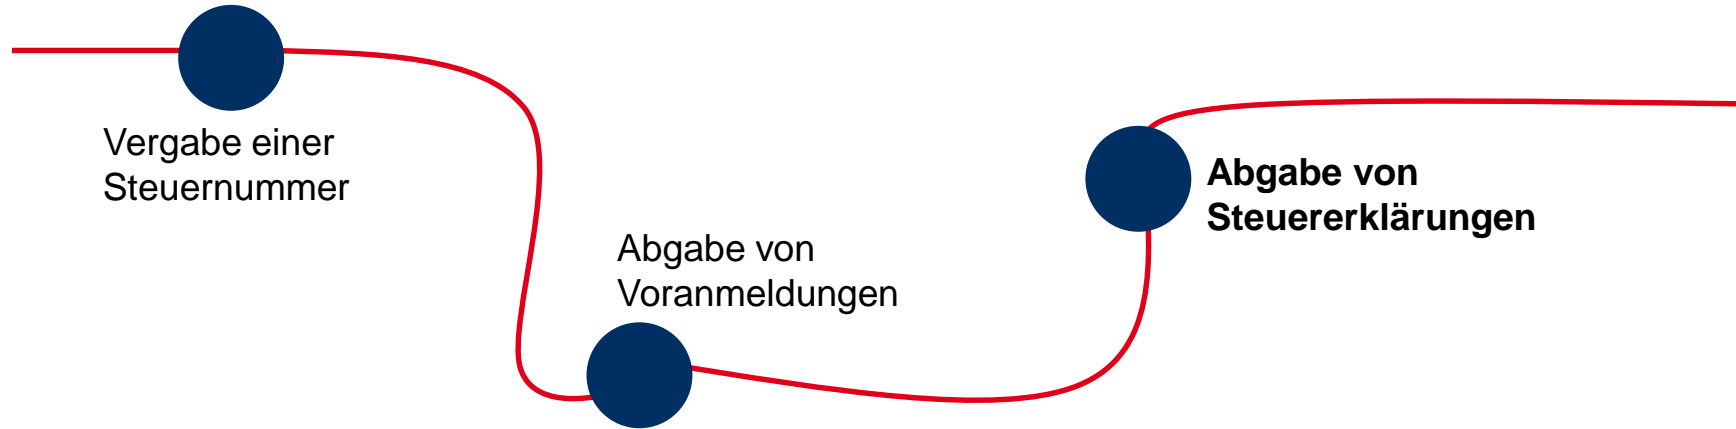 Vergabe einer
Steuernummer
Abgabe von
Voranmeldungen
Abgabe von
Steuererklärungen